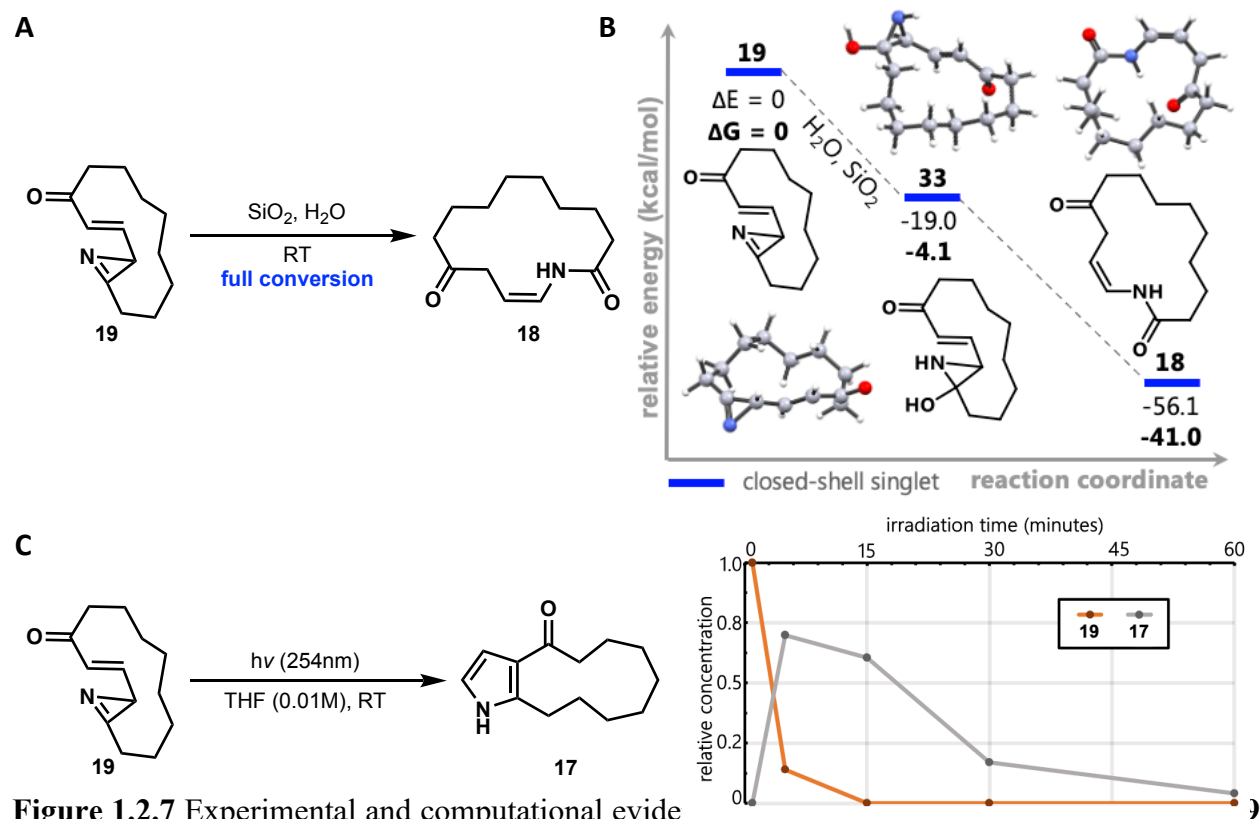 A
O
N
19
SiO₂, H₂O
RT
full conversion
HN
O
O
18
B
relative energy (kcal/mol)
19
ΔE = 0
ΔG = 0
H₂O, SiO₂
O
N
33
-19.0
-4.1
O
HN
HO
O
NH
O
18
-56.1
-41.0
closed-shell singlet
reaction coordinate
C
O
N
19
hν (254nm)
THF (0.01M), RT
O
N
H
17
irradiation time (minutes)
0 15 30 45 60
relative concentration
1.0
0.8
0.5
0.2
0
19 17
Figure 1.2.7 Experimental and computational evide
9